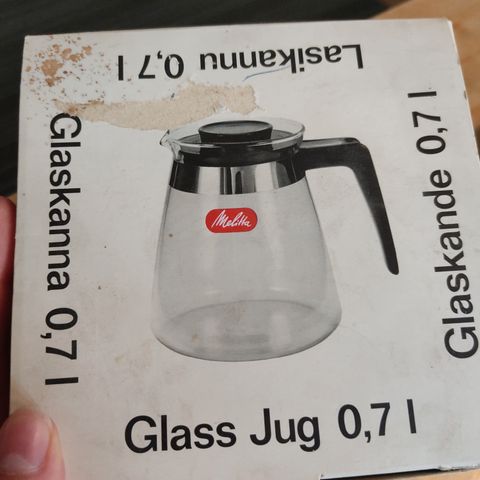 Lasikannu 0,7 l
Glaskanna 0,7 l
Melitta
Glaskande 0,7 l
Glass Jug 0,7 l